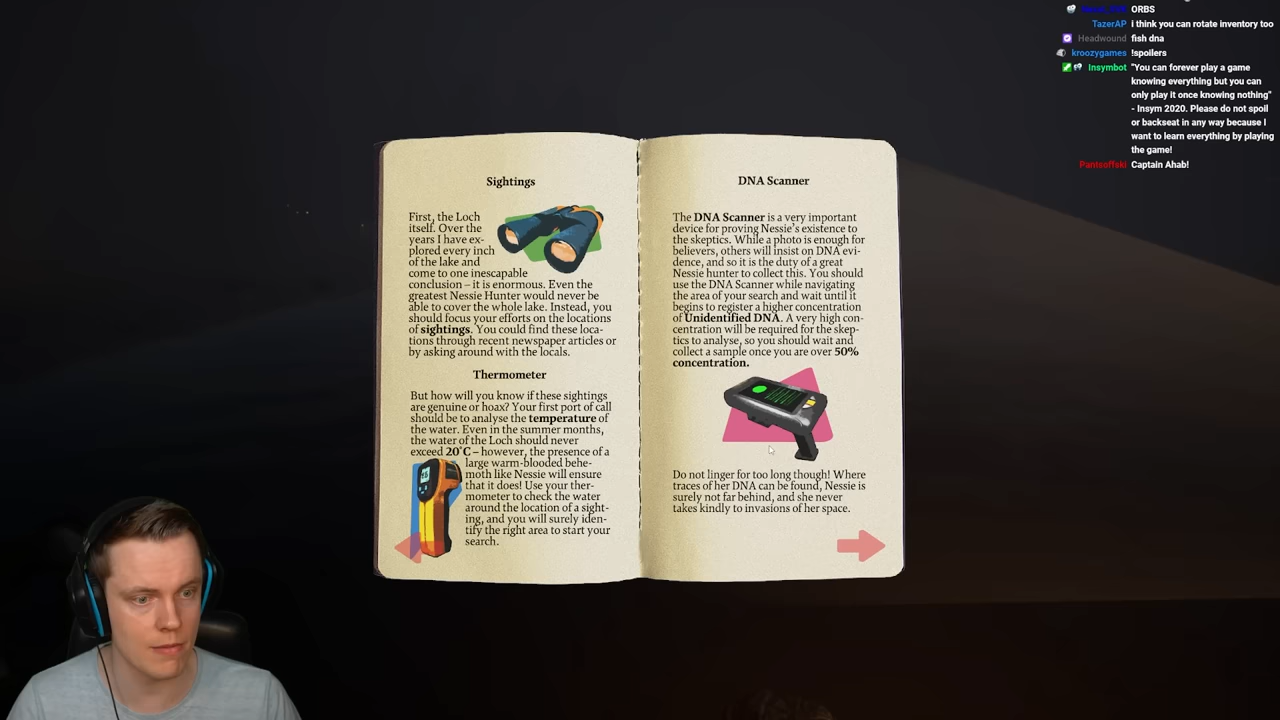 ORBS
TazerAP i think you can rotate inventory too
Headwound fish dna
kroozygames !spoilers
Insymbot "You can forever play a game
knowing everything but you can
only play it once knowing nothing"
- Insym 2020. Please do not spoil
or backseat in any way because I
want to learn everything by playing
the game!
Pantsoffski Captain Ahab!
Sightings
First, the Loch
itself. Over the
years I have ex-
plored every inch
of the lake and
come to one inescapable
conclusion – it is enormous. Even the
greatest Nessie Hunter would never be
able to cover the whole lake. Instead, you
should focus your efforts on the locations
of sightings. You could find these loca-
tions through recent newspaper articles or
by asking around with the locals.
Thermometer
But how will you know if these sightings
are genuine or hoax? Your first port of call
should be to analyse the temperature of
the water. Even in the summer months,
the water of the Loch should never
exceed 20°C – however, the presence of a
large warm-blooded behe-
moth like Nessie will ensure
that it does! Use your ther-
mometer to check the water
around the location of a sight-
ing, and you will surely iden-
tify the right area to start your
search.
DNA Scanner
The DNA Scanner is a very important
device for proving Nessie's existence to
the skeptics. While a photo is enough for
believers, others will insist on DNA evi-
dence, and so it is the duty of a great
Nessie hunter to collect this. You should
use the DNA Scanner while navigating
the area of your search and wait until it
begins to register a higher concentration
of Unidentified DNA. A very high con-
centration will be required for the skep-
tics to analyse, so you should wait and
collect a sample once you are over 50%
concentration.
Do not linger for too long though! Where
traces of her DNA can be found, Nessie is
surely not far behind, and she never
takes kindly to invasions of her space.